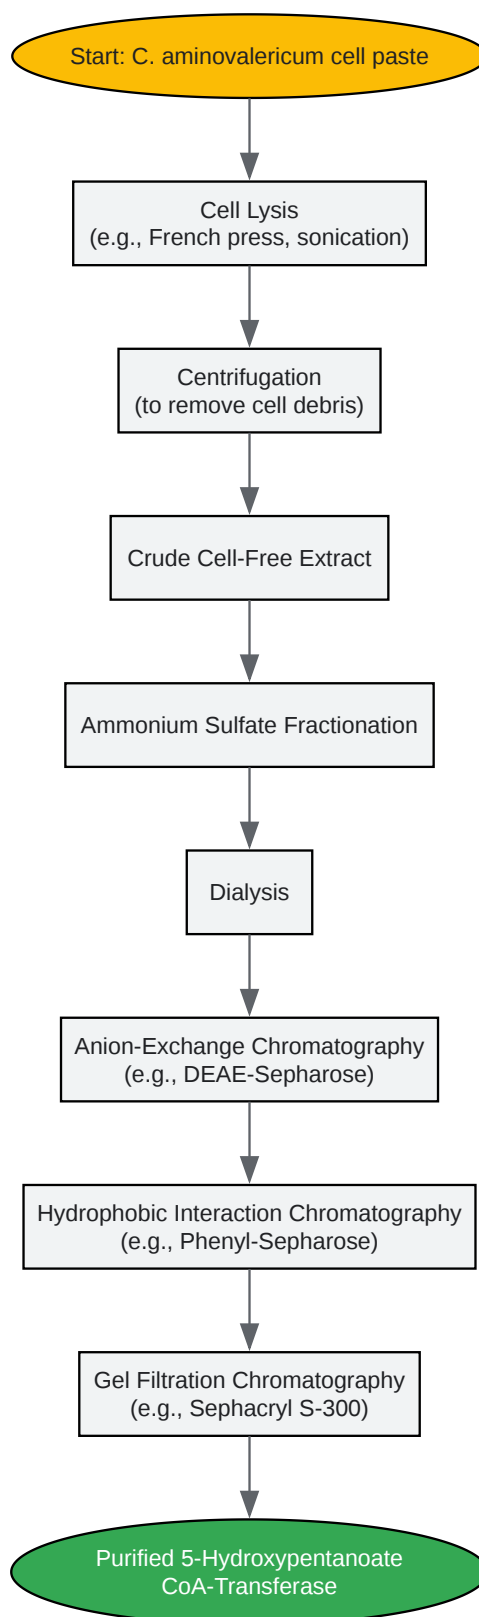 Start: C. aminovalericum cell paste
Cell Lysis
(e.g., French press, sonication)
Centrifugation
(to remove cell debris)
Crude Cell-Free Extract
Ammonium Sulfate Fractionation
Dialysis
Anion-Exchange Chromatography
(e.g., DEAE-Sepharose)
Hydrophobic Interaction Chromatography
(e.g., Phenyl-Sepharose)
Gel Filtration Chromatography
(e.g., Sephacryl S-300)
Purified 5-Hydroxypentanoate
CoA-Transferase